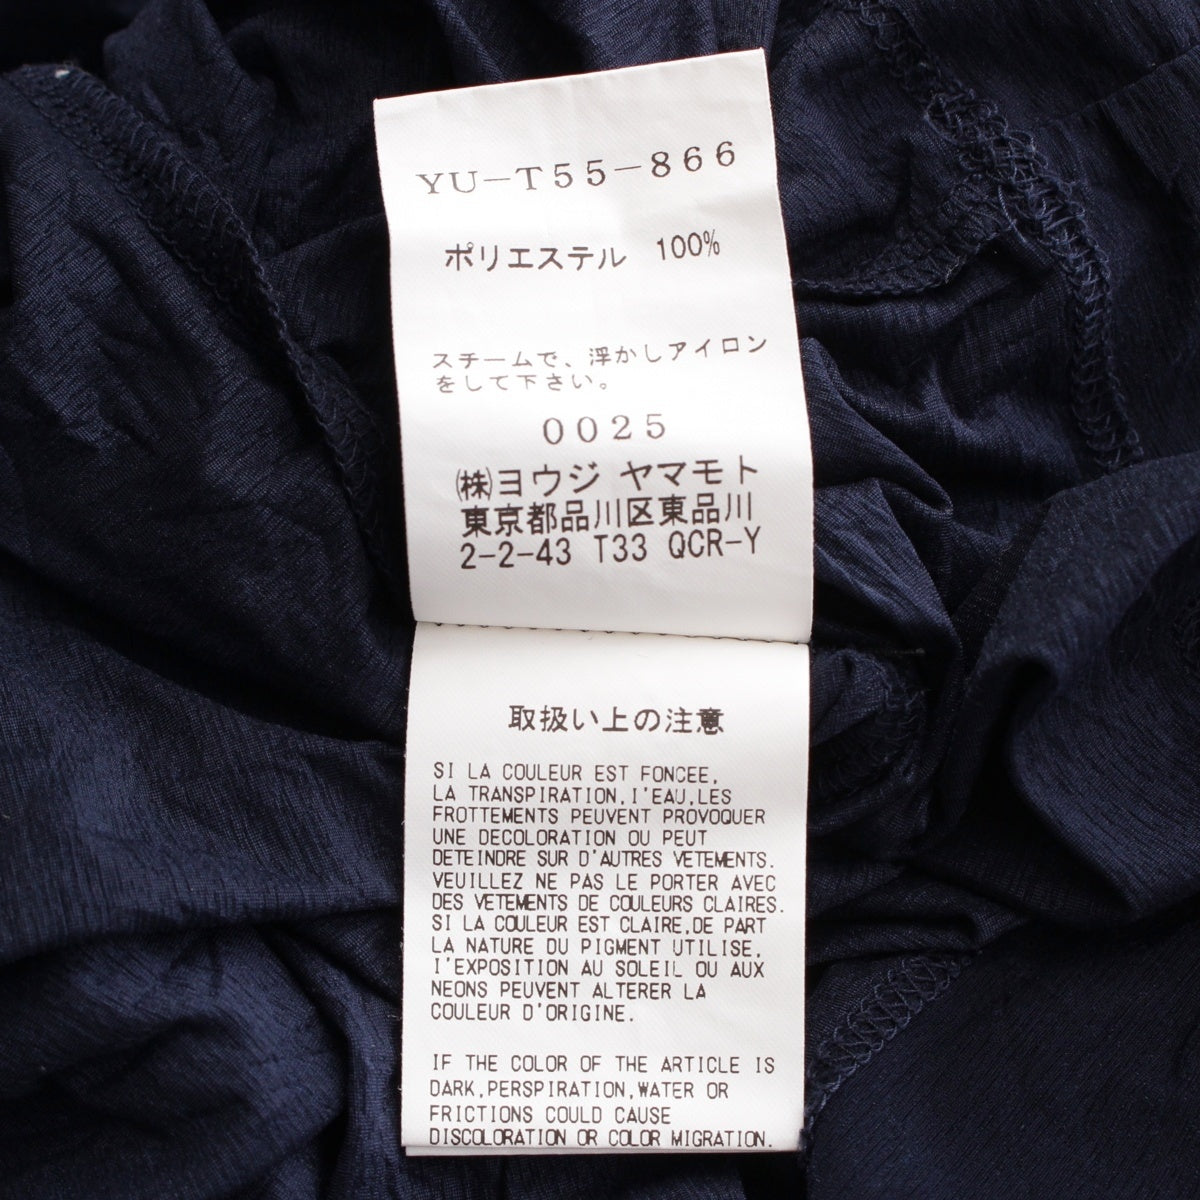 YU-T55-866
ポリエステル 100%
スチームで、浮かしアイロン
をして下さい。
0025
㈱ヨウジ ヤマモト
東京都品川区東品川
2-2-43 T33 QCR-Y
取扱い上の注意
SI LA COULEUR EST FONCEE,
LA TRANSPIRATION,I'EAU,LES
FROTTEMENTS PEUVENT PROVOQUER
UNE DECOLORATION OU PEUT
DETEINDRE SUR D'AUTRES VETEMENTS.
VEUILLEZ NE PAS LE PORTER AVEC
DES VETEMENTS DE COULEURS CLAIRES.
SI LA COULEUR EST CLAIRE,DE PART
LA NATURE DU PIGMENT UTILISE,
I'EXPOSITION AU SOLEIL OU AUX
NEONS PEUVENT ALTERER LA
COULEUR D'ORIGINE.
IF THE COLOR OF THE ARTICLE IS
DARK,PERSPIRATION,WATER OR
FRICTIONS COULD CAUSE
DISCOLORATION OR COLOR MIGRATION.